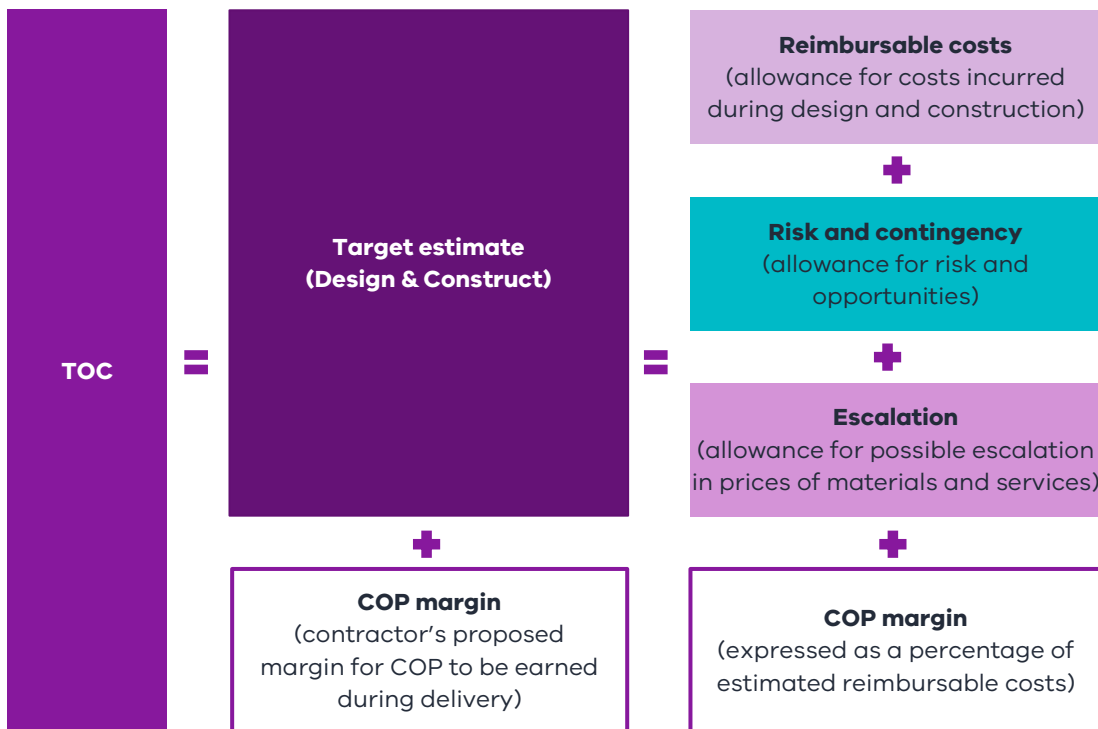 TOC
=
Target estimate
(Design & Construct)
+
COP margin
(contractor’s proposed
margin for COP to be earned
during delivery)
=
Reimbursable costs
(allowance for costs incurred
during design and construction)
+
Risk and contingency
(allowance for risk and
opportunities)
+
Escalation
(allowance for possible escalation
in prices of materials and services)
+
COP margin
(expressed as a percentage of
estimated reimbursable costs)